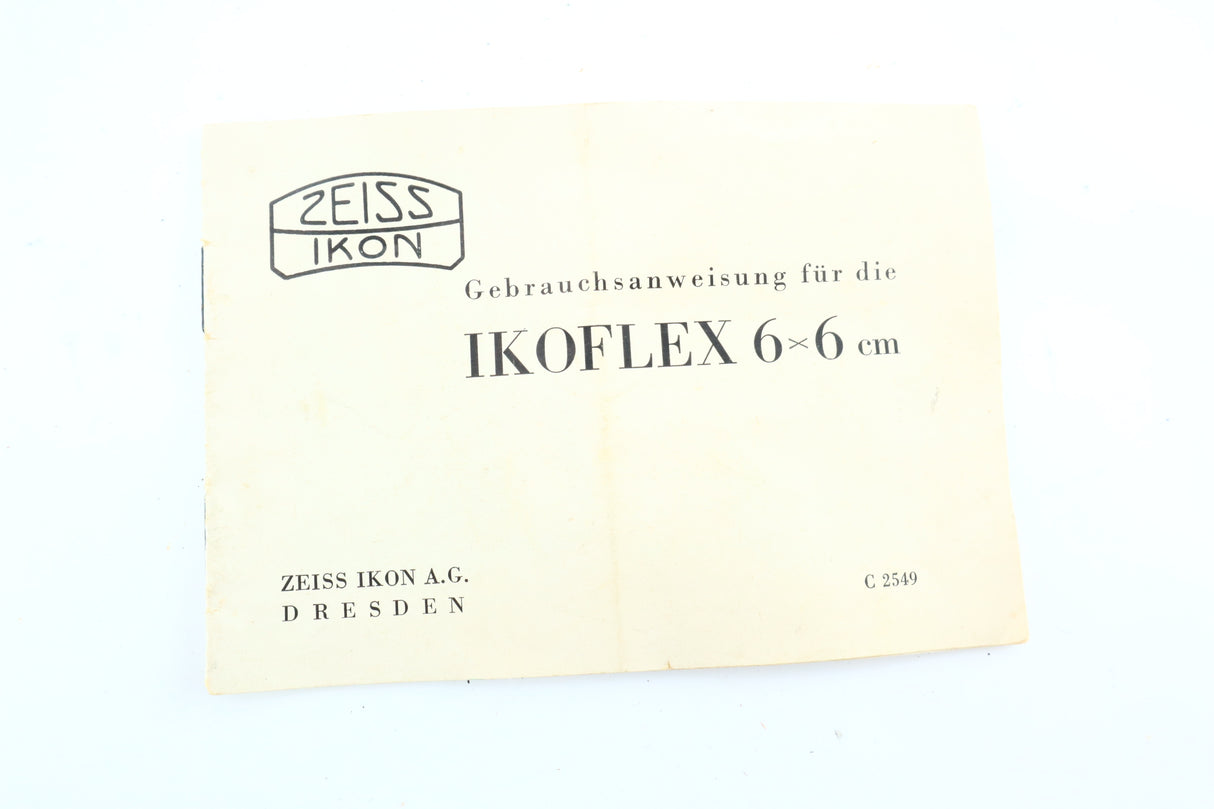 ZEISS
IKON
Gebrauchsanweisung für die
IKOFLEX 6×6 cm
ZEISS IKON A.G.
DRESDEN
C 2549